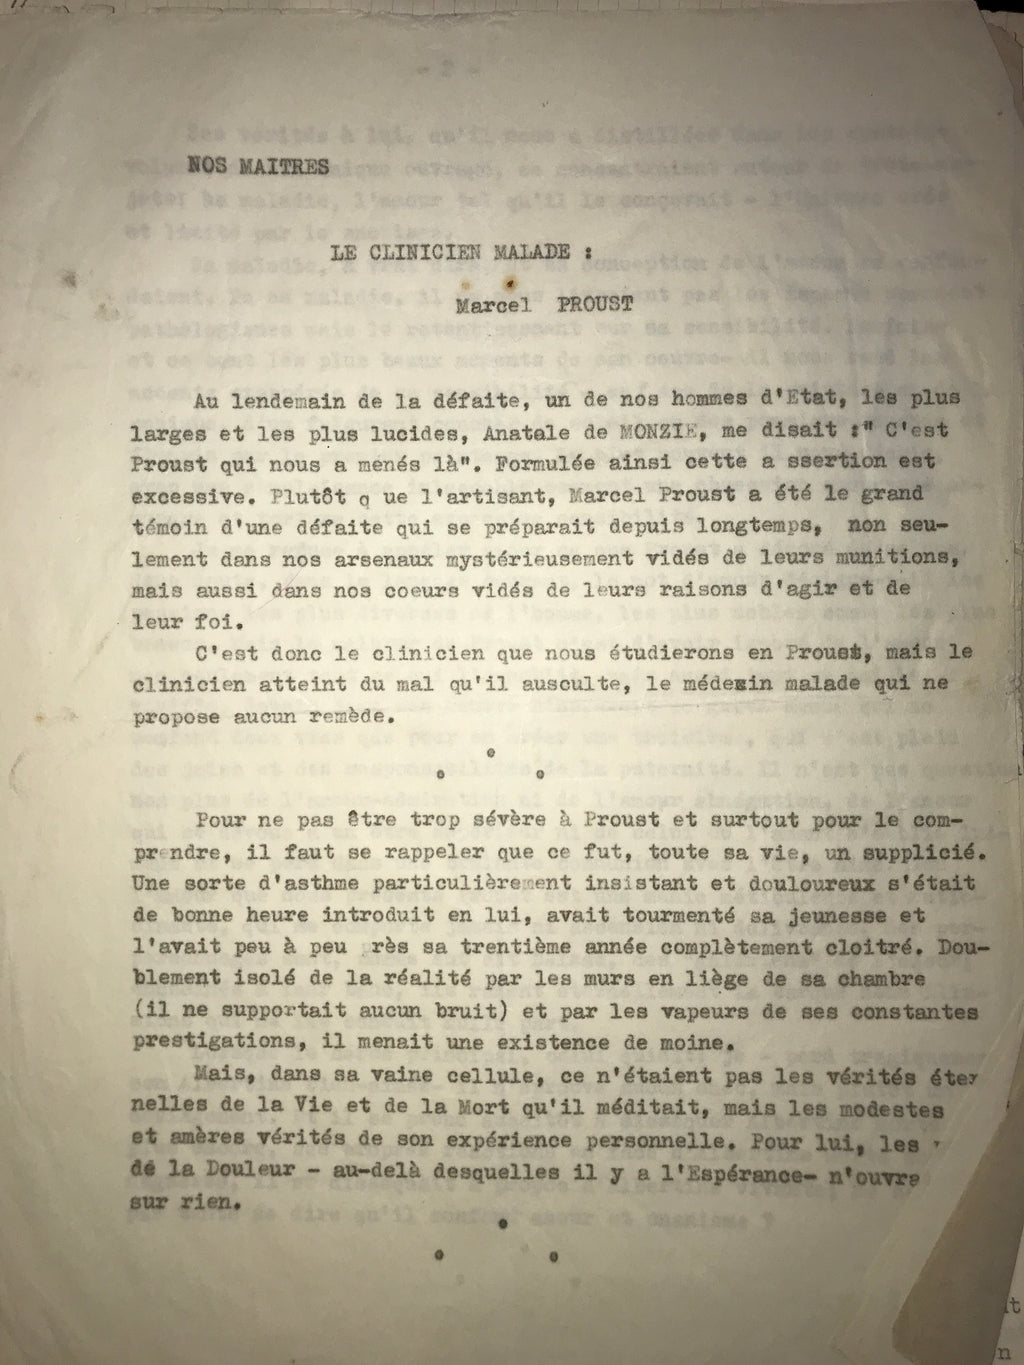 NOS MAITRES
LE CLINICIEN MALADE :
Marcel PROUST
Au lendemain de la défaite, un de nos hommes d'Etat, les plus
larges et les plus lucides, Anatale de MONZIE, me disait :" C'est
Proust qui nous a menés là". Formulée ainsi cette a ssertion est
excessive. Plutôt q ue l'artisant, Marcel Proust a été le grand
témoin d'une défaite qui se préparait depuis longtemps, non seu-
lement dans nos arsenaux mystérieusement vidés de leurs munitions,
mais aussi dans nos coeurs vidés de leurs raisons d'agir et de
leur foi.
C'est donc le clinicien que nous étudierons en Proust, mais le
clinicien atteint du mal qu'il ausculte, le médecin malade qui ne
propose aucun remède.
Pour ne pas être trop sévère à Proust et surtout pour le com-
prendre, il faut se rappeler que ce fut, toute sa vie, un supplicié.
Une sorte d'asthme particulièrement insistant et douloureux s'était
de bonne heure introduit en lui, avait tourmenté sa jeunesse et
l'avait peu à peu rès sa trentième année complètement cloitré. Dou-
blement isolé de la réalité par les murs en liège de sa chambre
(il ne supportait aucun bruit) et par les vapeurs de ses constantes
prestigations, il menait une existence de moine.
Mais, dans sa vaine cellule, ce n'étaient pas les vérités éter
nelles de la Vie et de la Mort qu'il méditait, mais les modestes
et amères vérités de son expérience personnelle. Pour lui, les
de la Douleur - au-delà desquelles il y a l'Espérance- n'ouvre
sur rien.